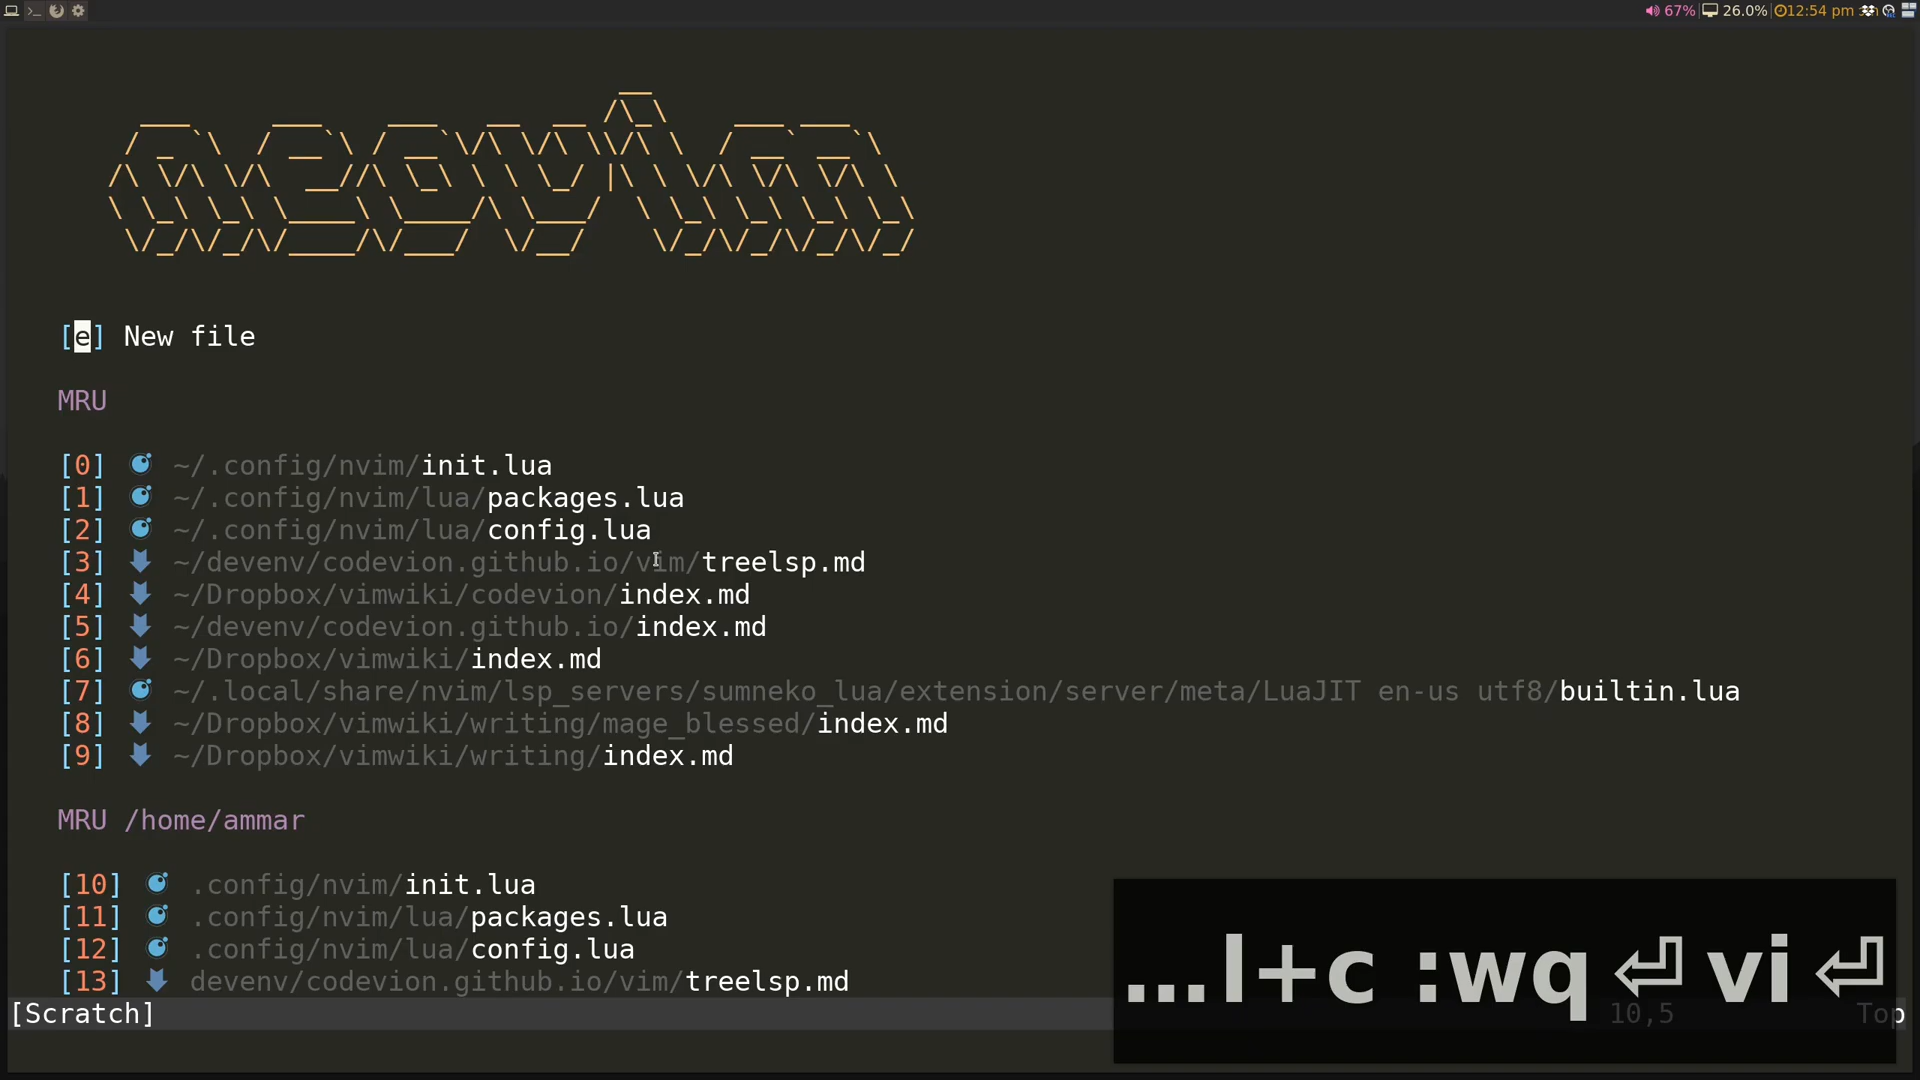 67% 26.0% 12:54 pm
neovim
[e] New file
MRU
[0] ~/.config/nvim/init.lua
[1] ~/.config/nvim/lua/packages.lua
[2] ~/.config/nvim/lua/config.lua
[3] ~/devenv/codevion.github.io/vim/treelsp.md
[4] ~/Dropbox/vimwiki/codevion/index.md
[5] ~/devenv/codevion.github.io/index.md
[6] ~/Dropbox/vimwiki/index.md
[7] ~/.local/share/nvim/lsp_servers/sumneko_lua/extension/server/meta/LuaJIT en-us utf8/builtin.lua
[8] ~/Dropbox/vimwiki/writing/mage_blessed/index.md
[9] ~/Dropbox/vimwiki/writing/index.md
MRU /home/ammar
[10] .config/nvim/init.lua
[11] .config/nvim/lua/packages.lua
[12] .config/nvim/lua/config.lua
[13] devenv/codevion.github.io/vim/treelsp.md
...l+c :wq⏎ vi ⏎
[Scratch] 10,5 Top